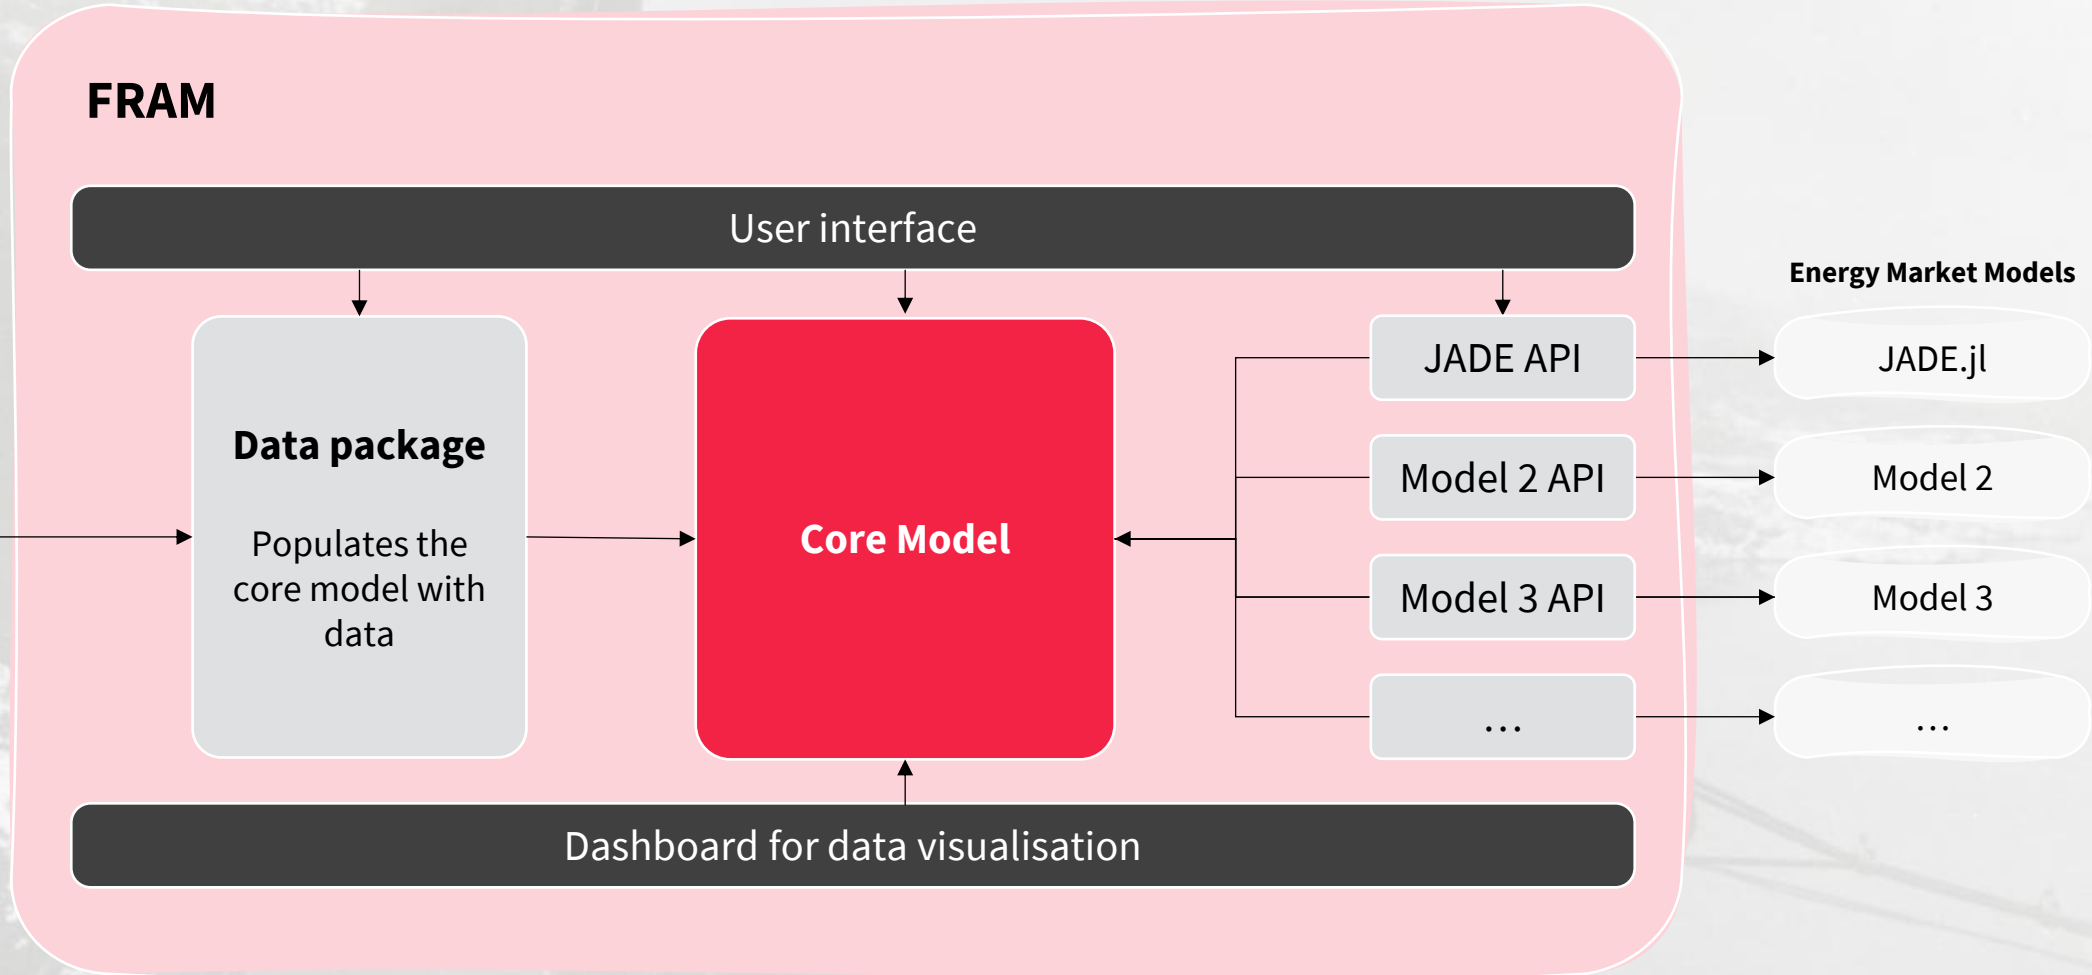 FRAM
User interface
Energy Market Models
Data package
Populates the
core model with
data
Core Model
JADE API
Model 2 API
Model 3 API
...
JADE.jl
Model 2
Model 3
...
Dashboard for data visualisation